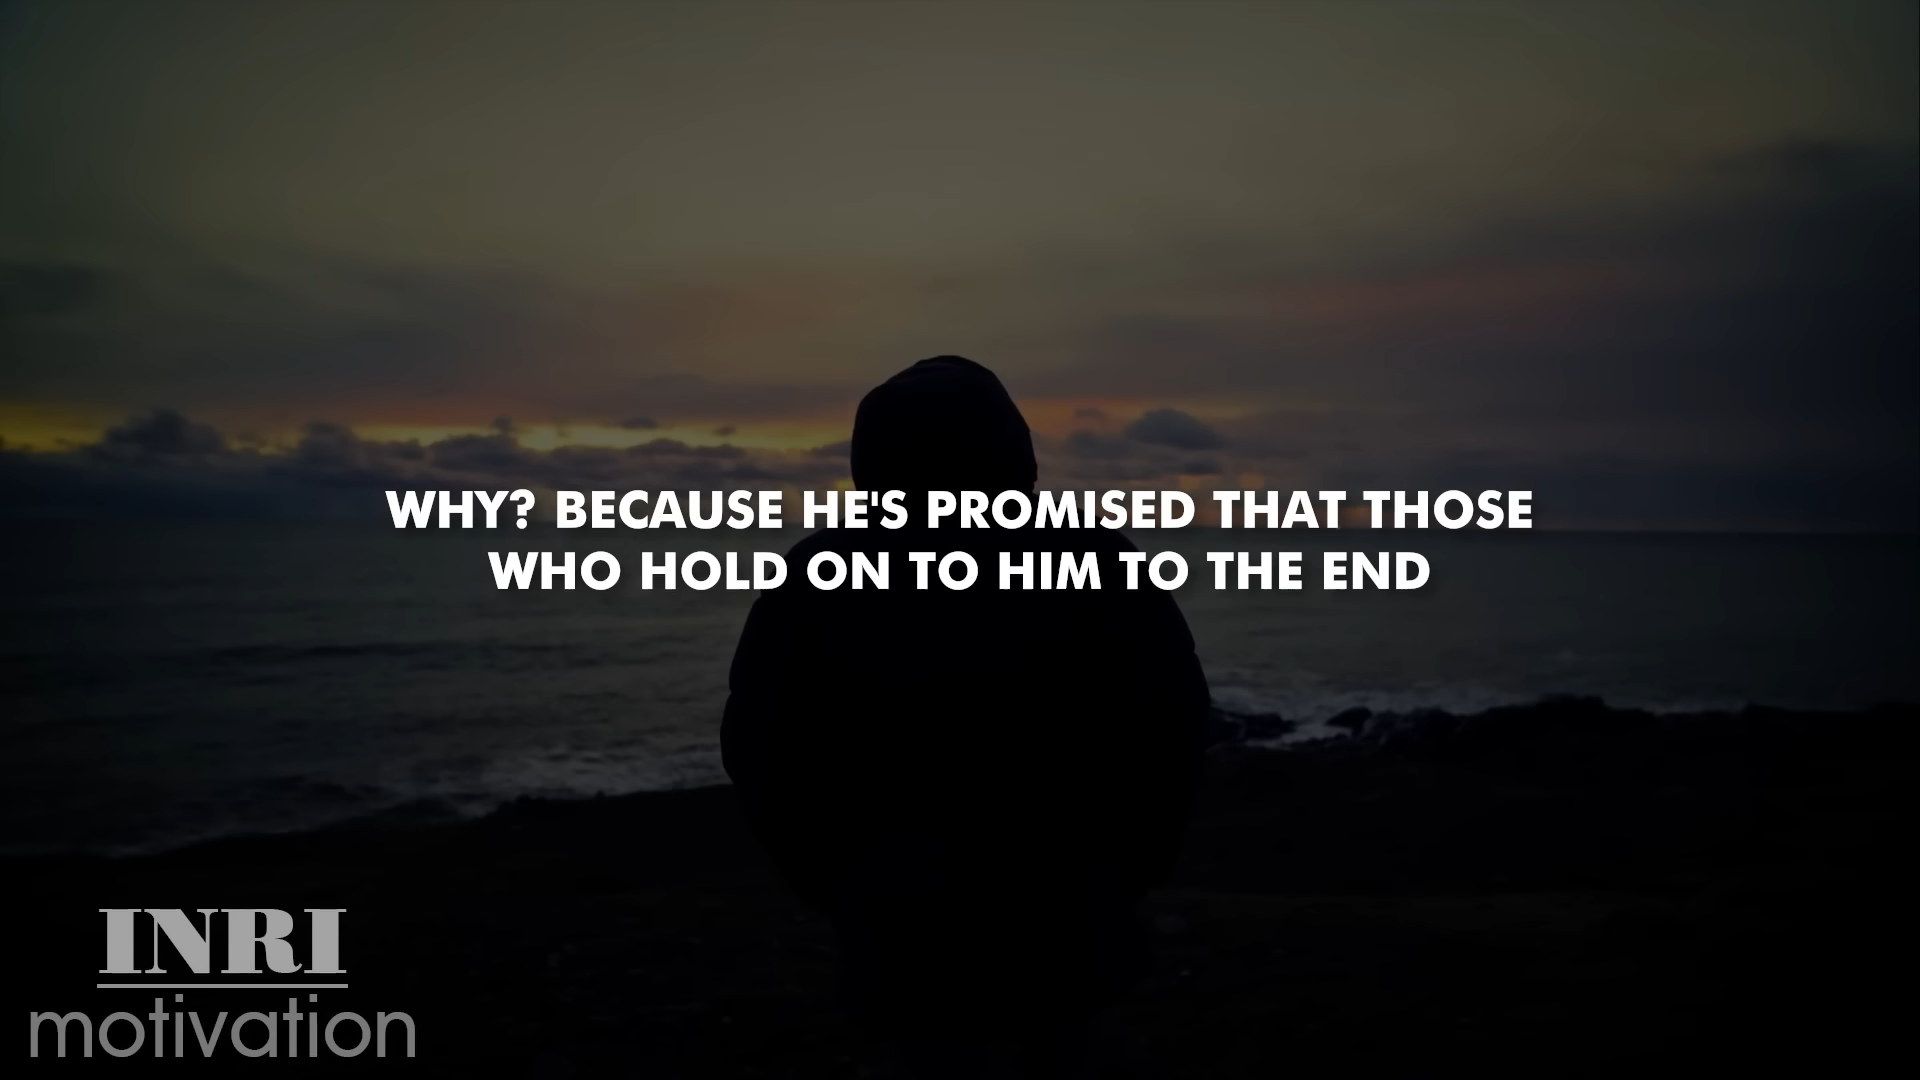 WHY? BECAUSE HE'S PROMISED THAT THOSE
WHO HOLD ON TO HIM TO THE END
INRI
motivation